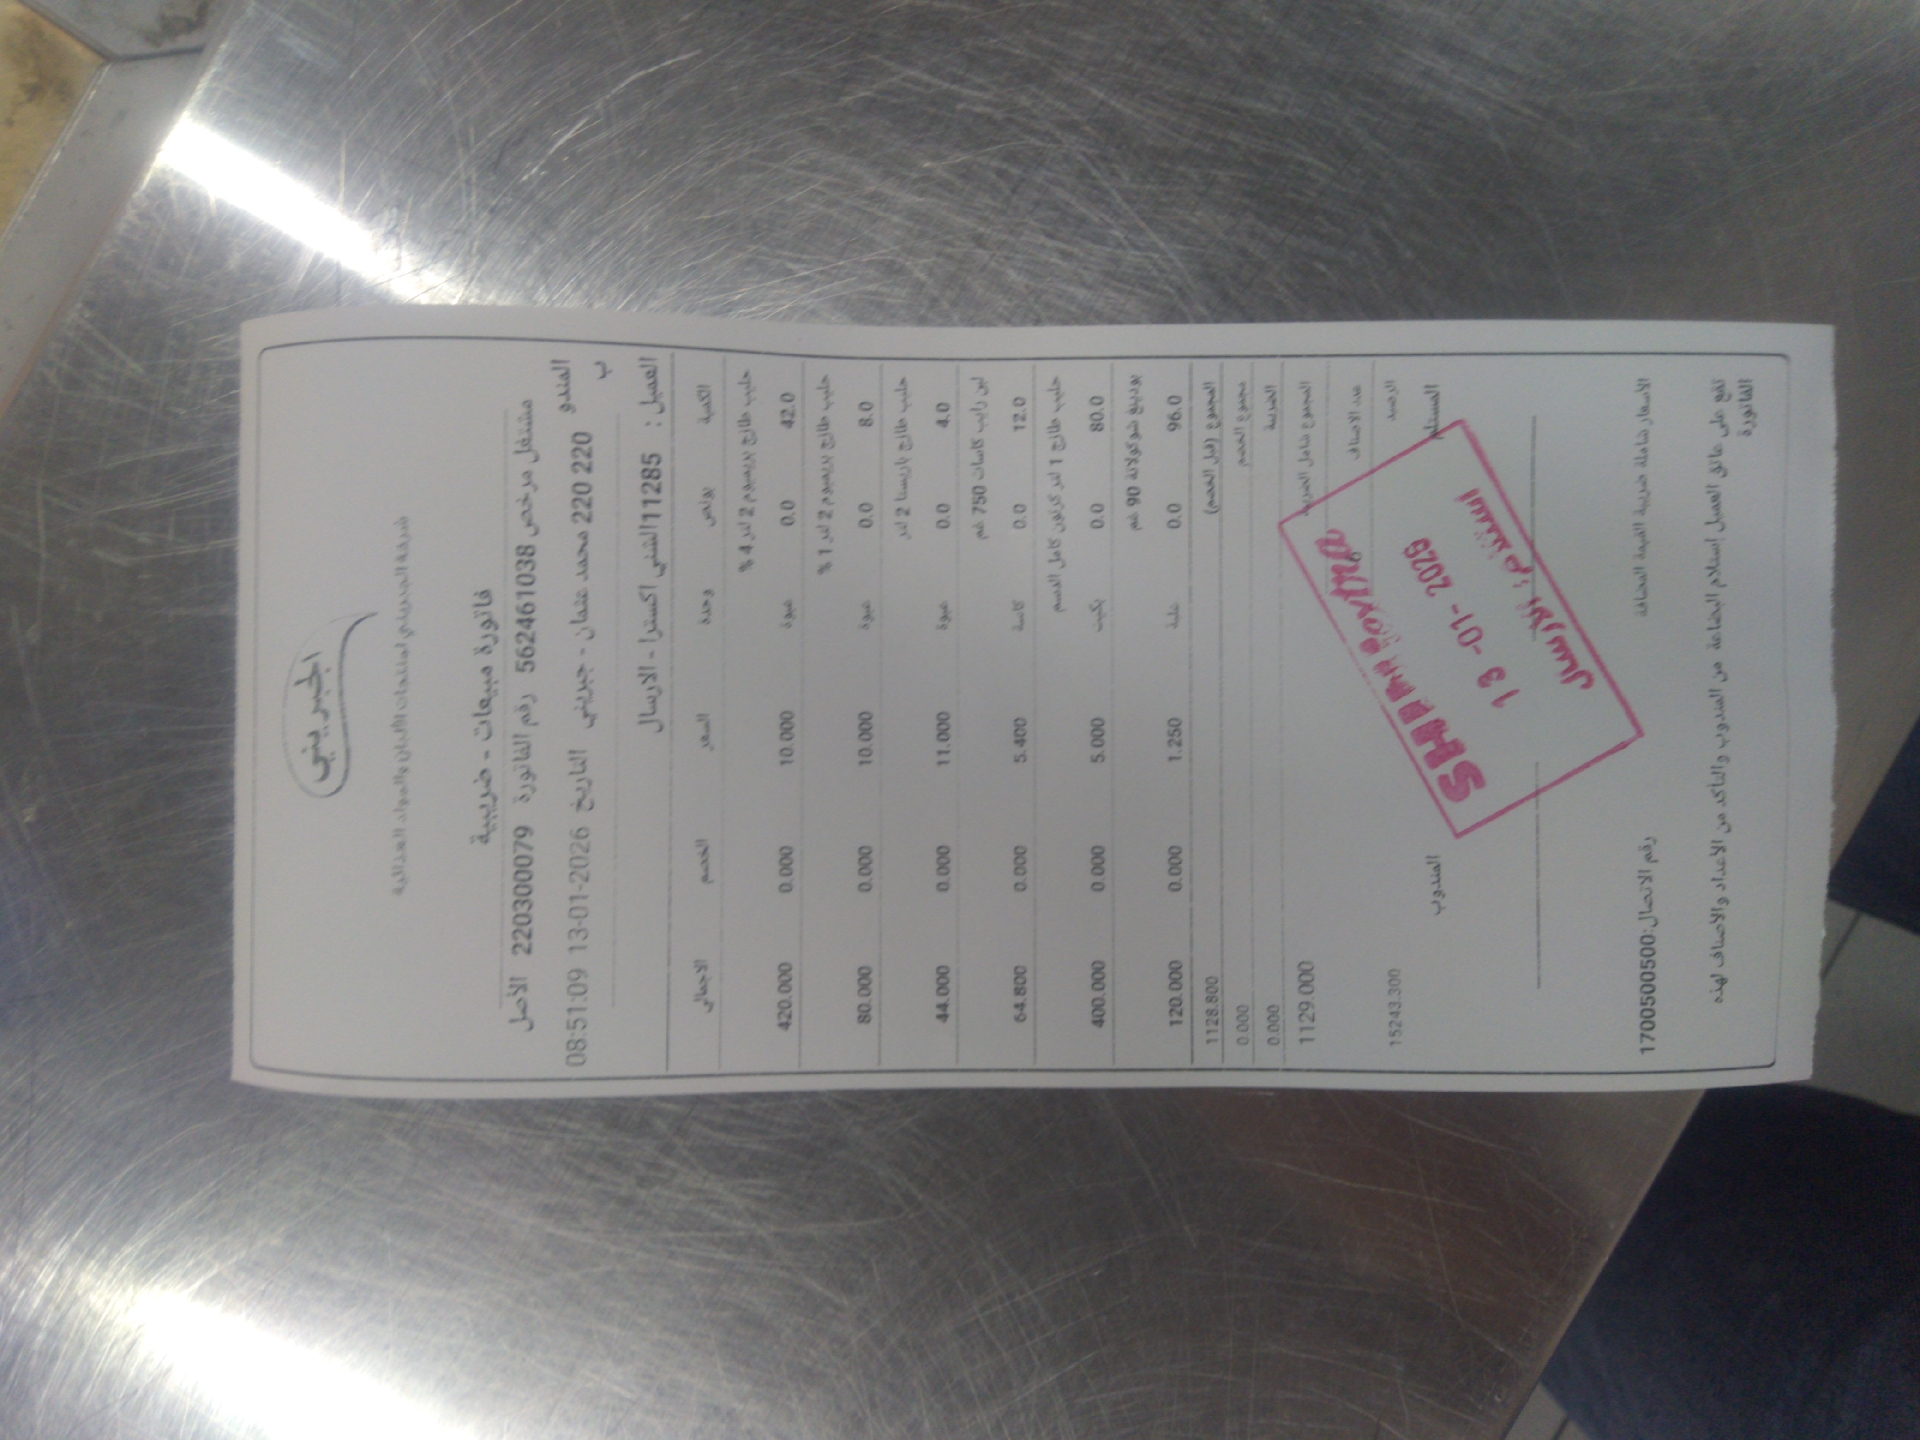 الجبريني
شركة الجبريني لمنتجات الألبان والمواد الغذائية
فاتورة مبيعات - ضريبية
مشتغل مرخص 562461038 رقم الفاتورة 220300079 الأصل
المندوب 220 220 محمد عثمان - جبريني التاريخ 13-01-2026 08:51:09
العميل : 11285الشني اكسترا - الارسال
الكمية بونص وحدة السعر الخصم الاجمالي
حليب طازج بريميوم 2 لتر 4 %
42.0 0.0 عبوة 10.000 0.000 420.000
حليب طازج بريميوم 2 لتر 1 %
8.0 0.0 عبوة 10.000 0.000 80.000
حليب طازج باريستا 2 لتر
4.0 0.0 عبوة 11.000 0.000 44.000
لبن رايب كاسات 750 غم
12.0 0.0 كاسة 5.400 0.000 64.800
حليب طازج 1 لتر كرتون كامل الدسم
80.0 0.0 بكيت 5.000 0.000 400.000
بودينغ شوكولاتة 90 غم
96.0 0.0 علبة 1.250 0.000 120.000
المجموع (قبل الخصم) 1128.800
مجموع الخصم 0.000
الضريبة 0.000
المجموع شامل الضريبة 1129.000
عدد الاصناف 6
الرصيد 15243.300
المستلم المندوب
13-01-2026
الارسال
الاسعار شاملة ضريبة القيمة المضافة رقم الاتصال:1700500500
تقع على عاتق العميل إستلام البضاعة من المندوب والتأكد من الاعداد والاصناف لهذه
الفاتورة